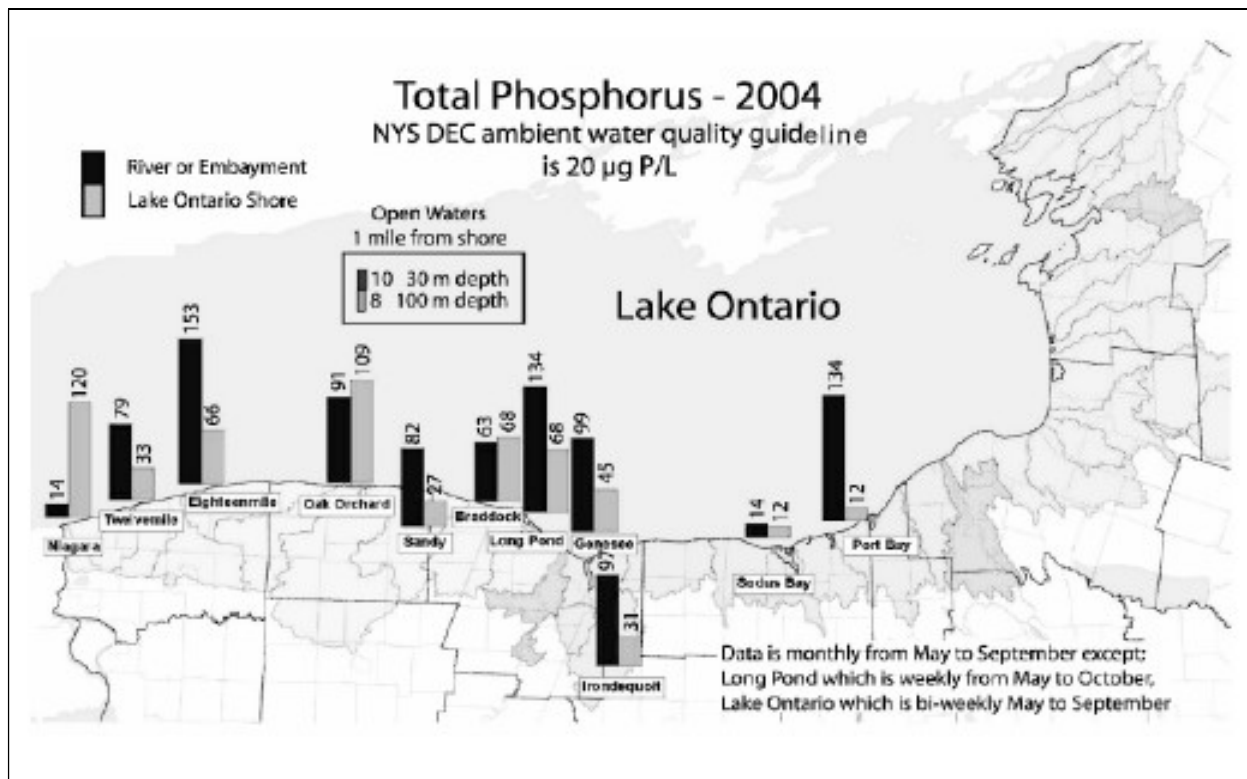 Total Phosphorus - 2004
NYS DEC ambient water quality guideline
is 20 µg P/L
River or Embayment
Lake Ontario Shore
Open Waters
1 mile from shore
10 30 m depth
8 100 m depth
Lake Ontario
14 120
Niagara
79 33
Twelvemile
153 66
Eighteenmile
91 109
Oak Orchard
82 27
Sandy
63 68
Braddock
134 68
Long Pond
99 45
Genesee
31
Irondequoit
14 12
Sodus Bay
134 12
Port Bay
Data is monthly from May to September except:
Long Pond which is weekly from May to October,
Lake Ontario which is bi-weekly May to September